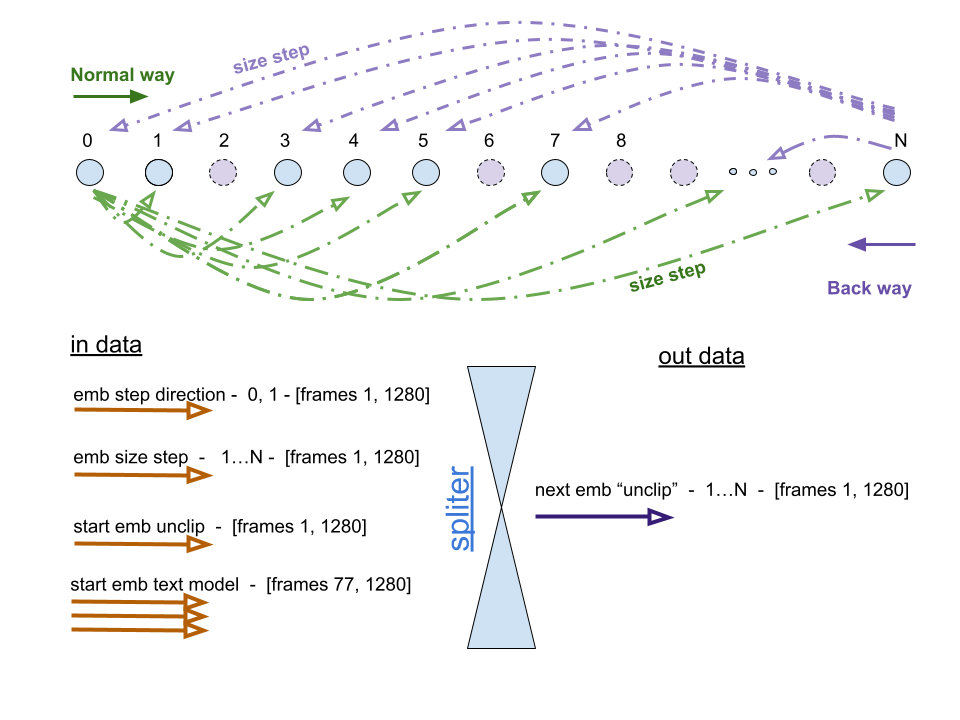 size step
Normal way
0 1 2 3 4 5 6 7 8 N
size step
Back way
in data
out data
emb step direction - 0, 1 - [frames 1, 1280]
emb size step - 1…N - [frames 1, 1280]
spliter
next emb “unclip” - 1…N - [frames 1, 1280]
start emb unclip - [frames 1, 1280]
start emb text model - [frames 77, 1280]